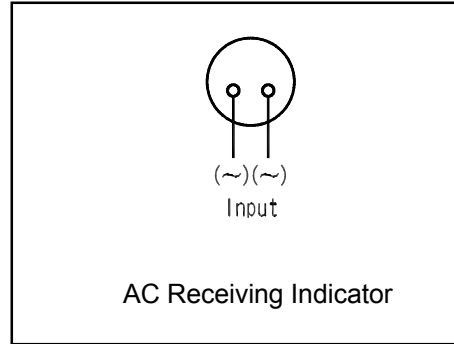 (~)(~)
Input
AC Receiving Indicator